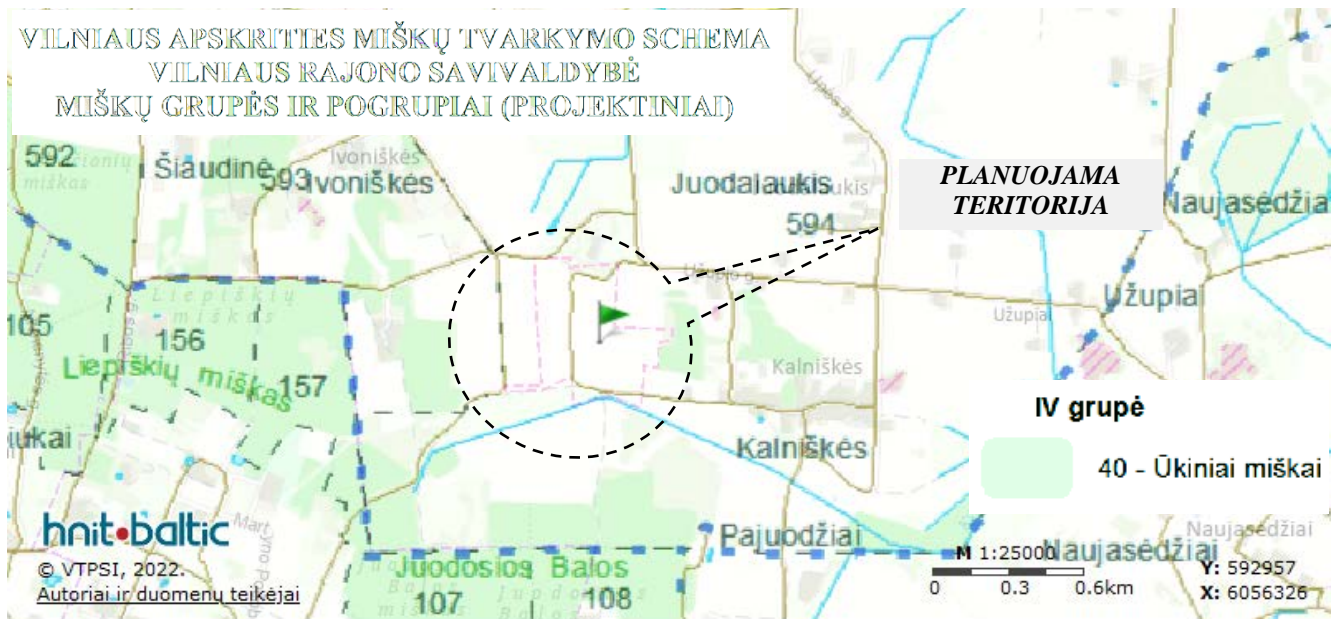 VILNIAUS APSKRITIES MIŠKŲ TVARKYMO SCHEMA
VILNIAUS RAJONO SAVIVALDYBĖ
MIŠKŲ GRUPĖS IR POGRUPIAI (PROJEKTINIAI)
592
miškas
Šiaudinė
593
Ivoniškės
Ivoniškės
Juodalaukis
594
PLANUOJAMA
TERITORIJA
Naujasėdžiai
Užupio g.
Užupiai
Užupiai
Liepiškių
miškas
105
156
Liepiškių miškas
157
Kalniškės
Kalniškės
IV grupė
40 - Ūkiniai miškai
hnit-baltic
© VTPSI, 2022.
Autoriai ir duomenų teikėjai
Pajuodžiai
Juodosios Balos
107
108
M 1:25000
0 0.3 0.6km
Naujasėdžiai
Naujasėdžiai
Y: 592957
X: 6056326